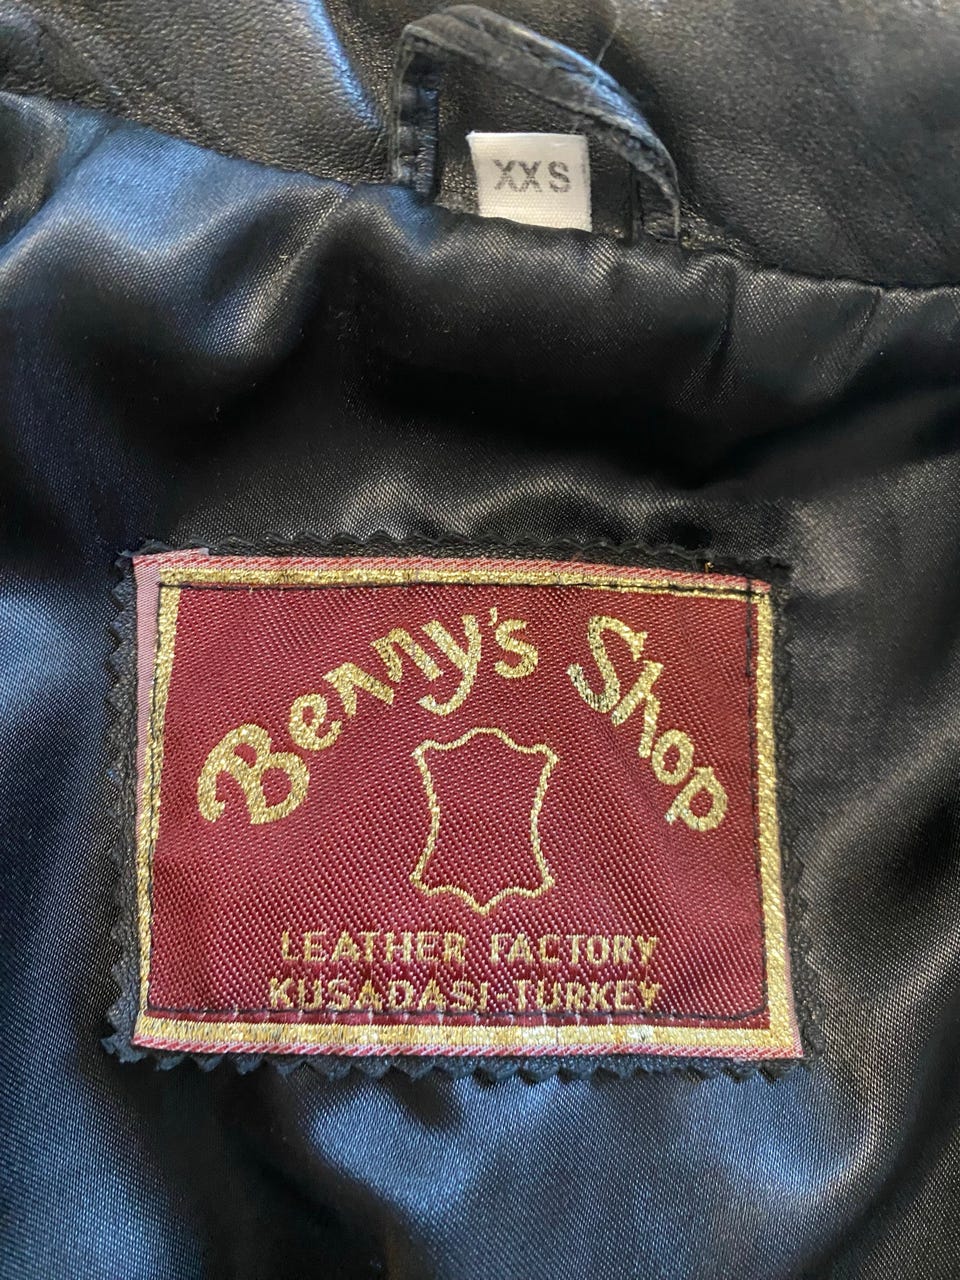 XXS
Benny's Shop
LEATHER FACTORY
KUSADASI-TURKEY